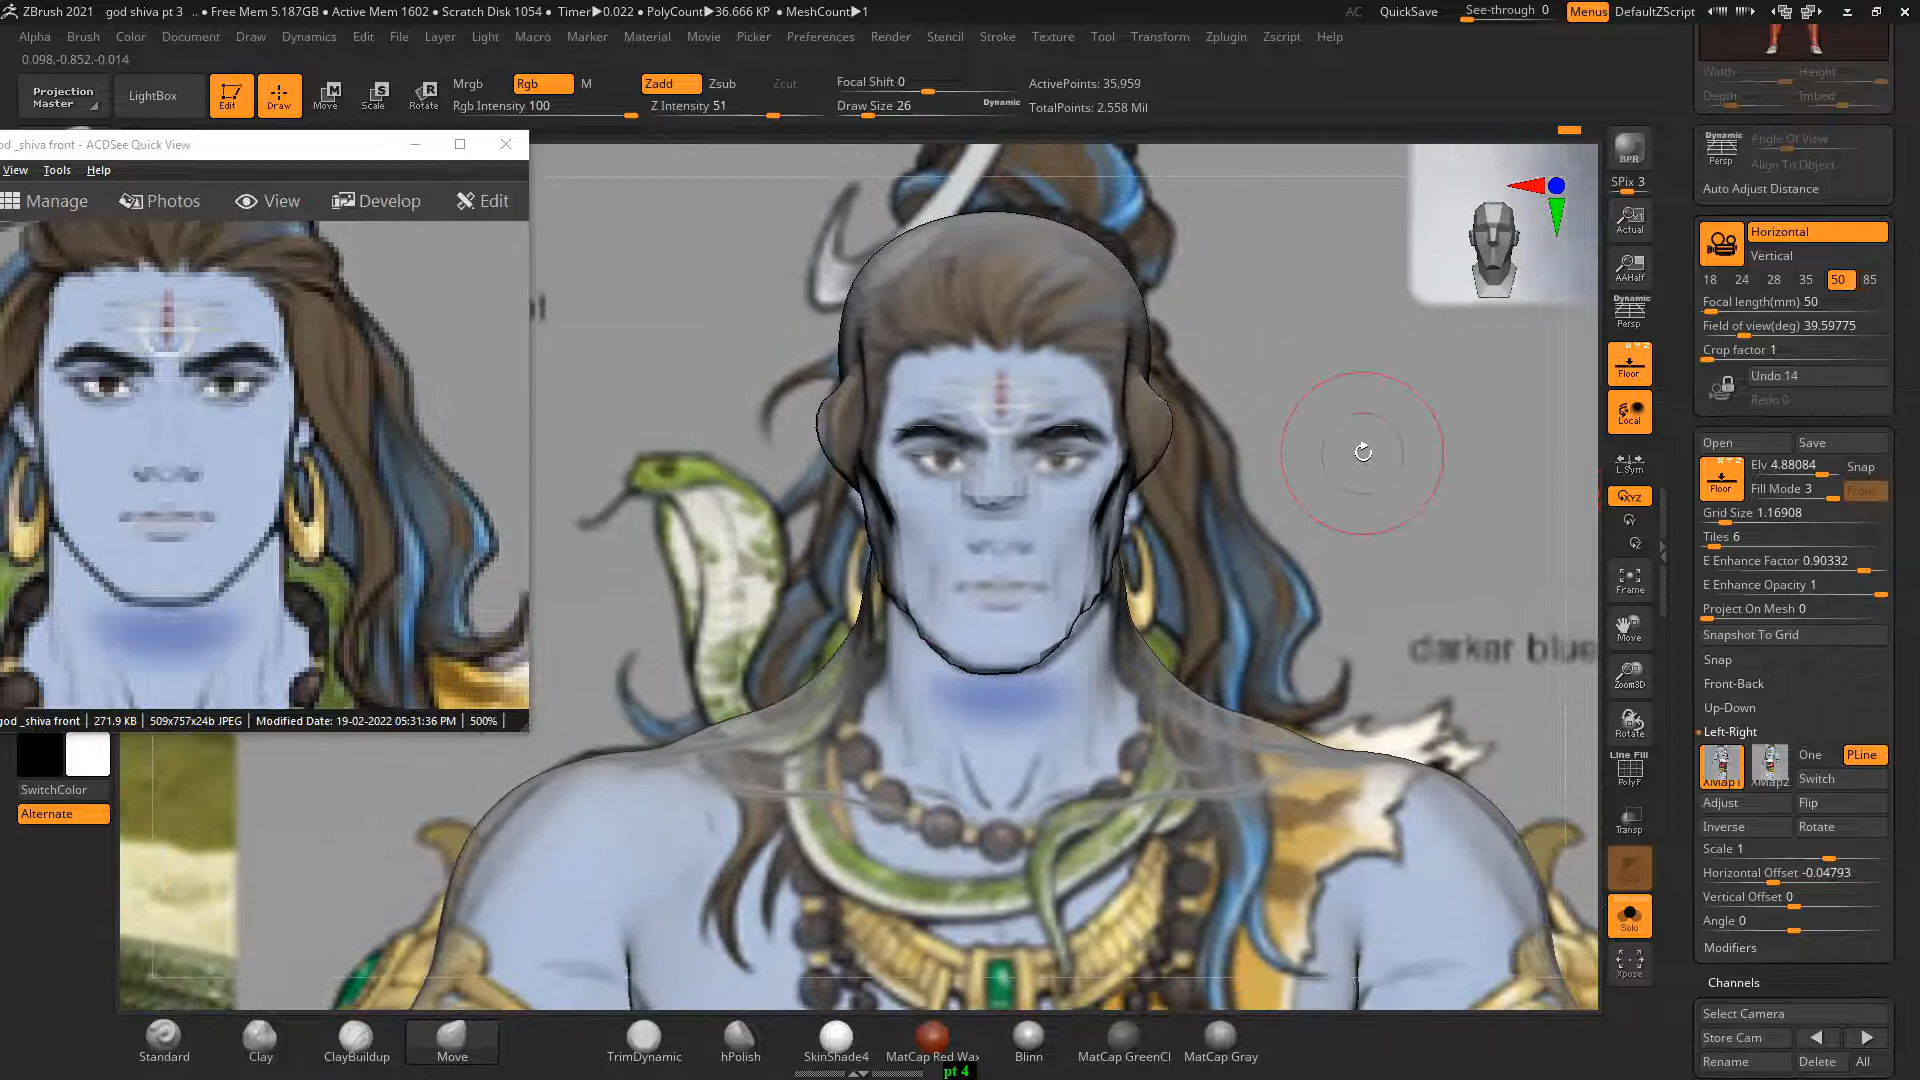 ZBrush 2021 god shiva pt 3 .. • Free Mem 5.187GB • Active Mem 1602 • Scratch Disk 1054 • Timer▶0.022 • PolyCount▶36.666 KP • MeshCount▶1 AC QuickSave See-through 0 Menus DefaultZScript
Alpha Brush Color Document Draw Dynamics Edit File Layer Light Macro Marker Material Movie Picker Preferences Render Stencil Stroke Texture Tool Transform Zplugin Zscript Help
0.098,-0.852,-0.014
Projection Master
LightBox
Edit Draw Move Scale Rotate
Mrgb Rgb M
Rgb Intensity 100
Zadd Zsub Zcut
Z Intensity 51
Focal Shift 0
Draw Size 26 Dynamic
ActivePoints: 35,959
TotalPoints: 2.558 Mil
od _shiva front - ACDSee Quick View
View Tools Help
Manage Photos View Develop Edit
god _shiva front 271.9 KB 509x757x24b JPEG Modified Date: 19-02-2022 05:31:36 PM 500%
SwitchColor
Alternate
darkar blue
BPR
SPix 3
Actual
AAHalf
Dynamic
Persp
X Y Z
Floor
Local
L.Sym
XYZ
Y
Z
Frame
Move
Zoom3D
Rotate
Line Fill
PolyF
Transp
Solo
Xpose
Width Height
Depth Imbed
Dynamic
Persp
Angle Of View
Align To Object
Auto Adjust Distance
Horizontal
Vertical
18 24 28 35 50 85
Focal length(mm) 50
Field of view(deg) 39.59775
Crop factor 1
Undo 14
Redo 0
Open Save
X Y Z
Floor
Elv 4.88084 Snap
Fill Mode 3 Front
Grid Size 1.16908
Tiles 6
E Enhance Factor 0.90332
E Enhance Opacity 1
Project On Mesh 0
Snapshot To Grid
Snap
Front-Back
Up-Down
Left-Right
XMap1 XMap2 One PLine
Switch
Adjust Flip
Inverse Rotate
Scale 1
Horizontal Offset -0.04793
Vertical Offset 0
Angle 0
Modifiers
Channels
Select Camera
Store Cam
Rename Delete All
Standard Clay ClayBuildup Move TrimDynamic hPolish SkinShade4 MatCap Red Wax Blinn MatCap GreenCl MatCap Gray
pt 4